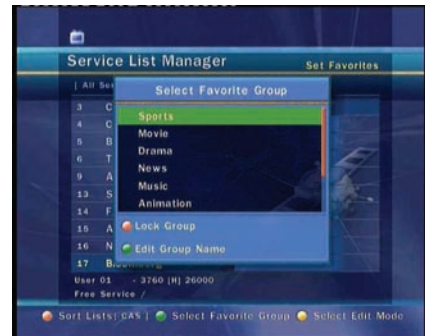 Service List Manager
Set Favorites
| All Ser
Select Favorite Group
3 C
Sports
4 C
Movie
5 B
Drama
6 T
News
9 A
Music
13 S
Animation
14 F
15 A
Lock Group
16 N
Edit Group Name
17 Bloomberg
User 01 - 3760 [H] 26000
Free Service /
Sort Lists| CAS | Select Favorite Group Select Edit Mode